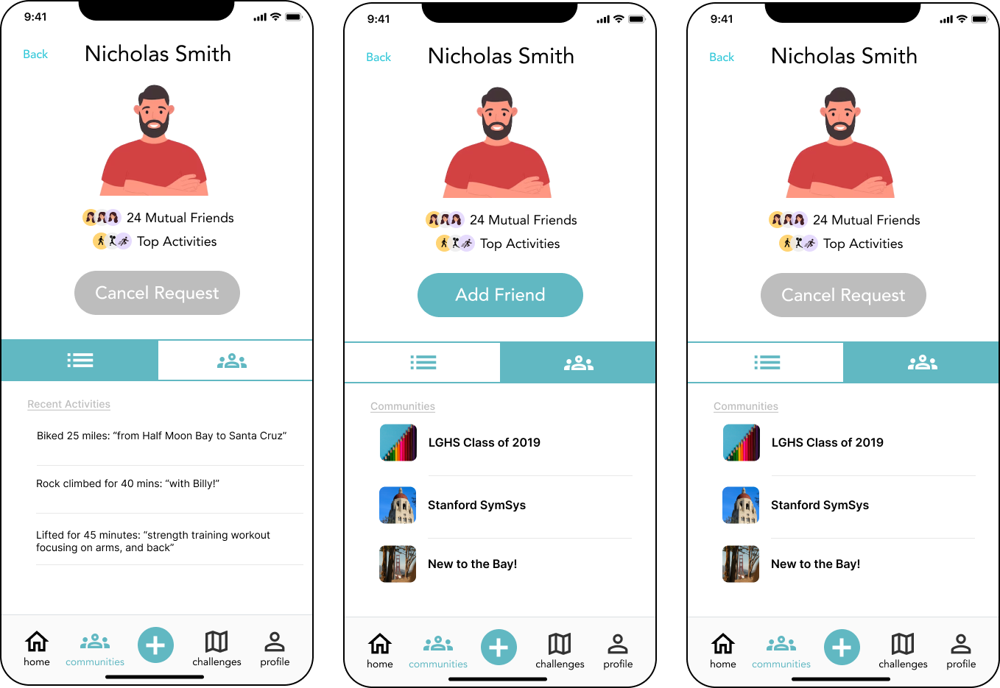 9:41
Back
Nicholas Smith
24 Mutual Friends
Top Activities
Cancel Request
Recent Activities
Biked 25 miles: “from Half Moon Bay to Santa Cruz”
Rock climbed for 40 mins: “with Billy!”
Lifted for 45 minutes: “strength training workout
focusing on arms, and back”
home
communities
challenges
profile
9:41
Back
Nicholas Smith
24 Mutual Friends
Top Activities
Add Friend
Communities
LGHS Class of 2019
Stanford SymSys
New to the Bay!
home
communities
challenges
profile
9:41
Back
Nicholas Smith
24 Mutual Friends
Top Activities
Cancel Request
Communities
LGHS Class of 2019
Stanford SymSys
New to the Bay!
home
communities
challenges
profile